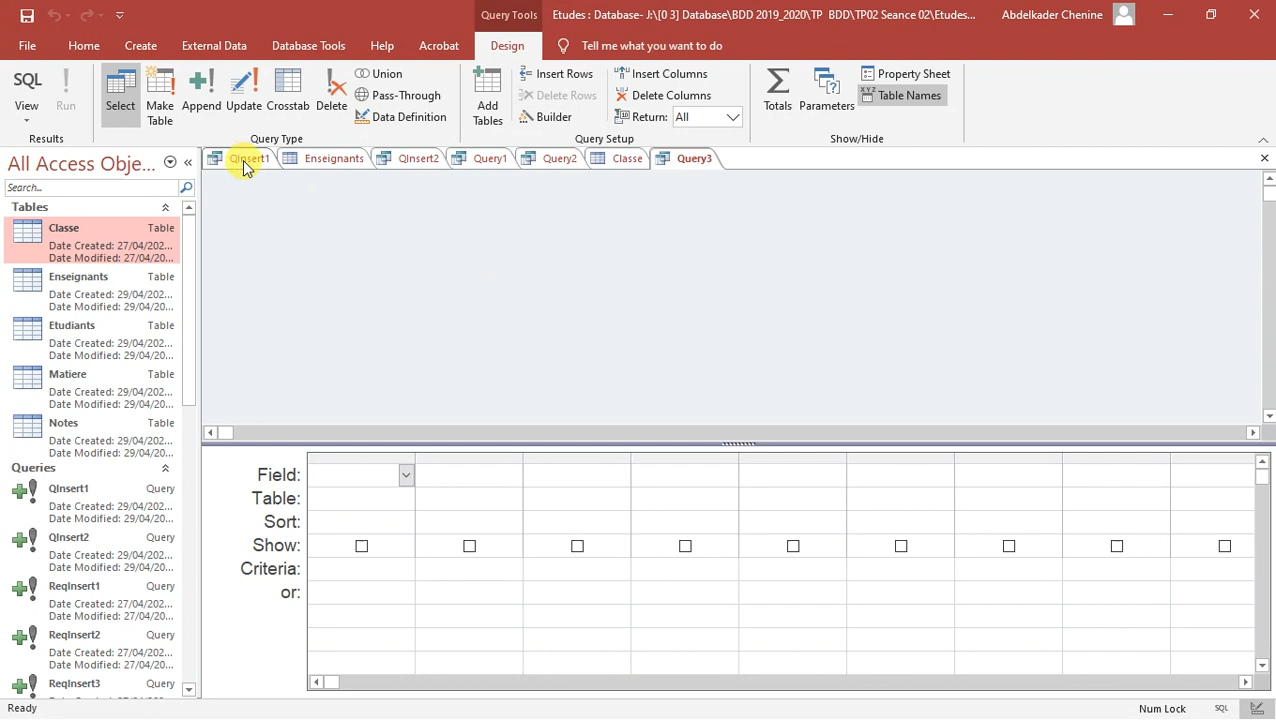 Query Tools
Etudes : Database- J:\[0 3] Database\BDD 2019_2020\TP BDD\TP02 Seance 02\Etudes...
Abdelkader Chenine
File
Home
Create
External Data
Database Tools
Help
Acrobat
Design
Tell me what you want to do
SQL
View
Run
Results
Select
Make Table
Append
Update
Crosstab
Delete
Union
Pass-Through
Data Definition
Query Type
Add Tables
Insert Rows
Delete Rows
Builder
Insert Columns
Delete Columns
Return: All
Query Setup
Totals
Parameters
Property Sheet
Table Names
Show/Hide
All Access Obje...
Search...
QInsert1
Enseignants
QInsert2
Query1
Query2
Classe
Query3
Tables
Classe Table
Date Created: 27/04/202...
Date Modified: 27/04/20...
Enseignants Table
Date Created: 29/04/202...
Date Modified: 29/04/20...
Etudiants Table
Date Created: 29/04/202...
Date Modified: 29/04/20...
Matiere Table
Date Created: 29/04/202...
Date Modified: 29/04/20...
Notes Table
Date Created: 29/04/202...
Date Modified: 29/04/20...
Queries
QInsert1 Query
Date Created: 29/04/202...
Date Modified: 29/04/20...
QInsert2 Query
Date Created: 29/04/202...
Date Modified: 29/04/20...
ReqInsert1 Query
Date Created: 27/04/202...
Date Modified: 27/04/20...
ReqInsert2 Query
Date Created: 27/04/202...
Date Modified: 27/04/20...
ReqInsert3 Query
Date Created: 27/04/202...
Field:
Table:
Sort:
Show:
Criteria:
or:
Ready
Num Lock
SQL